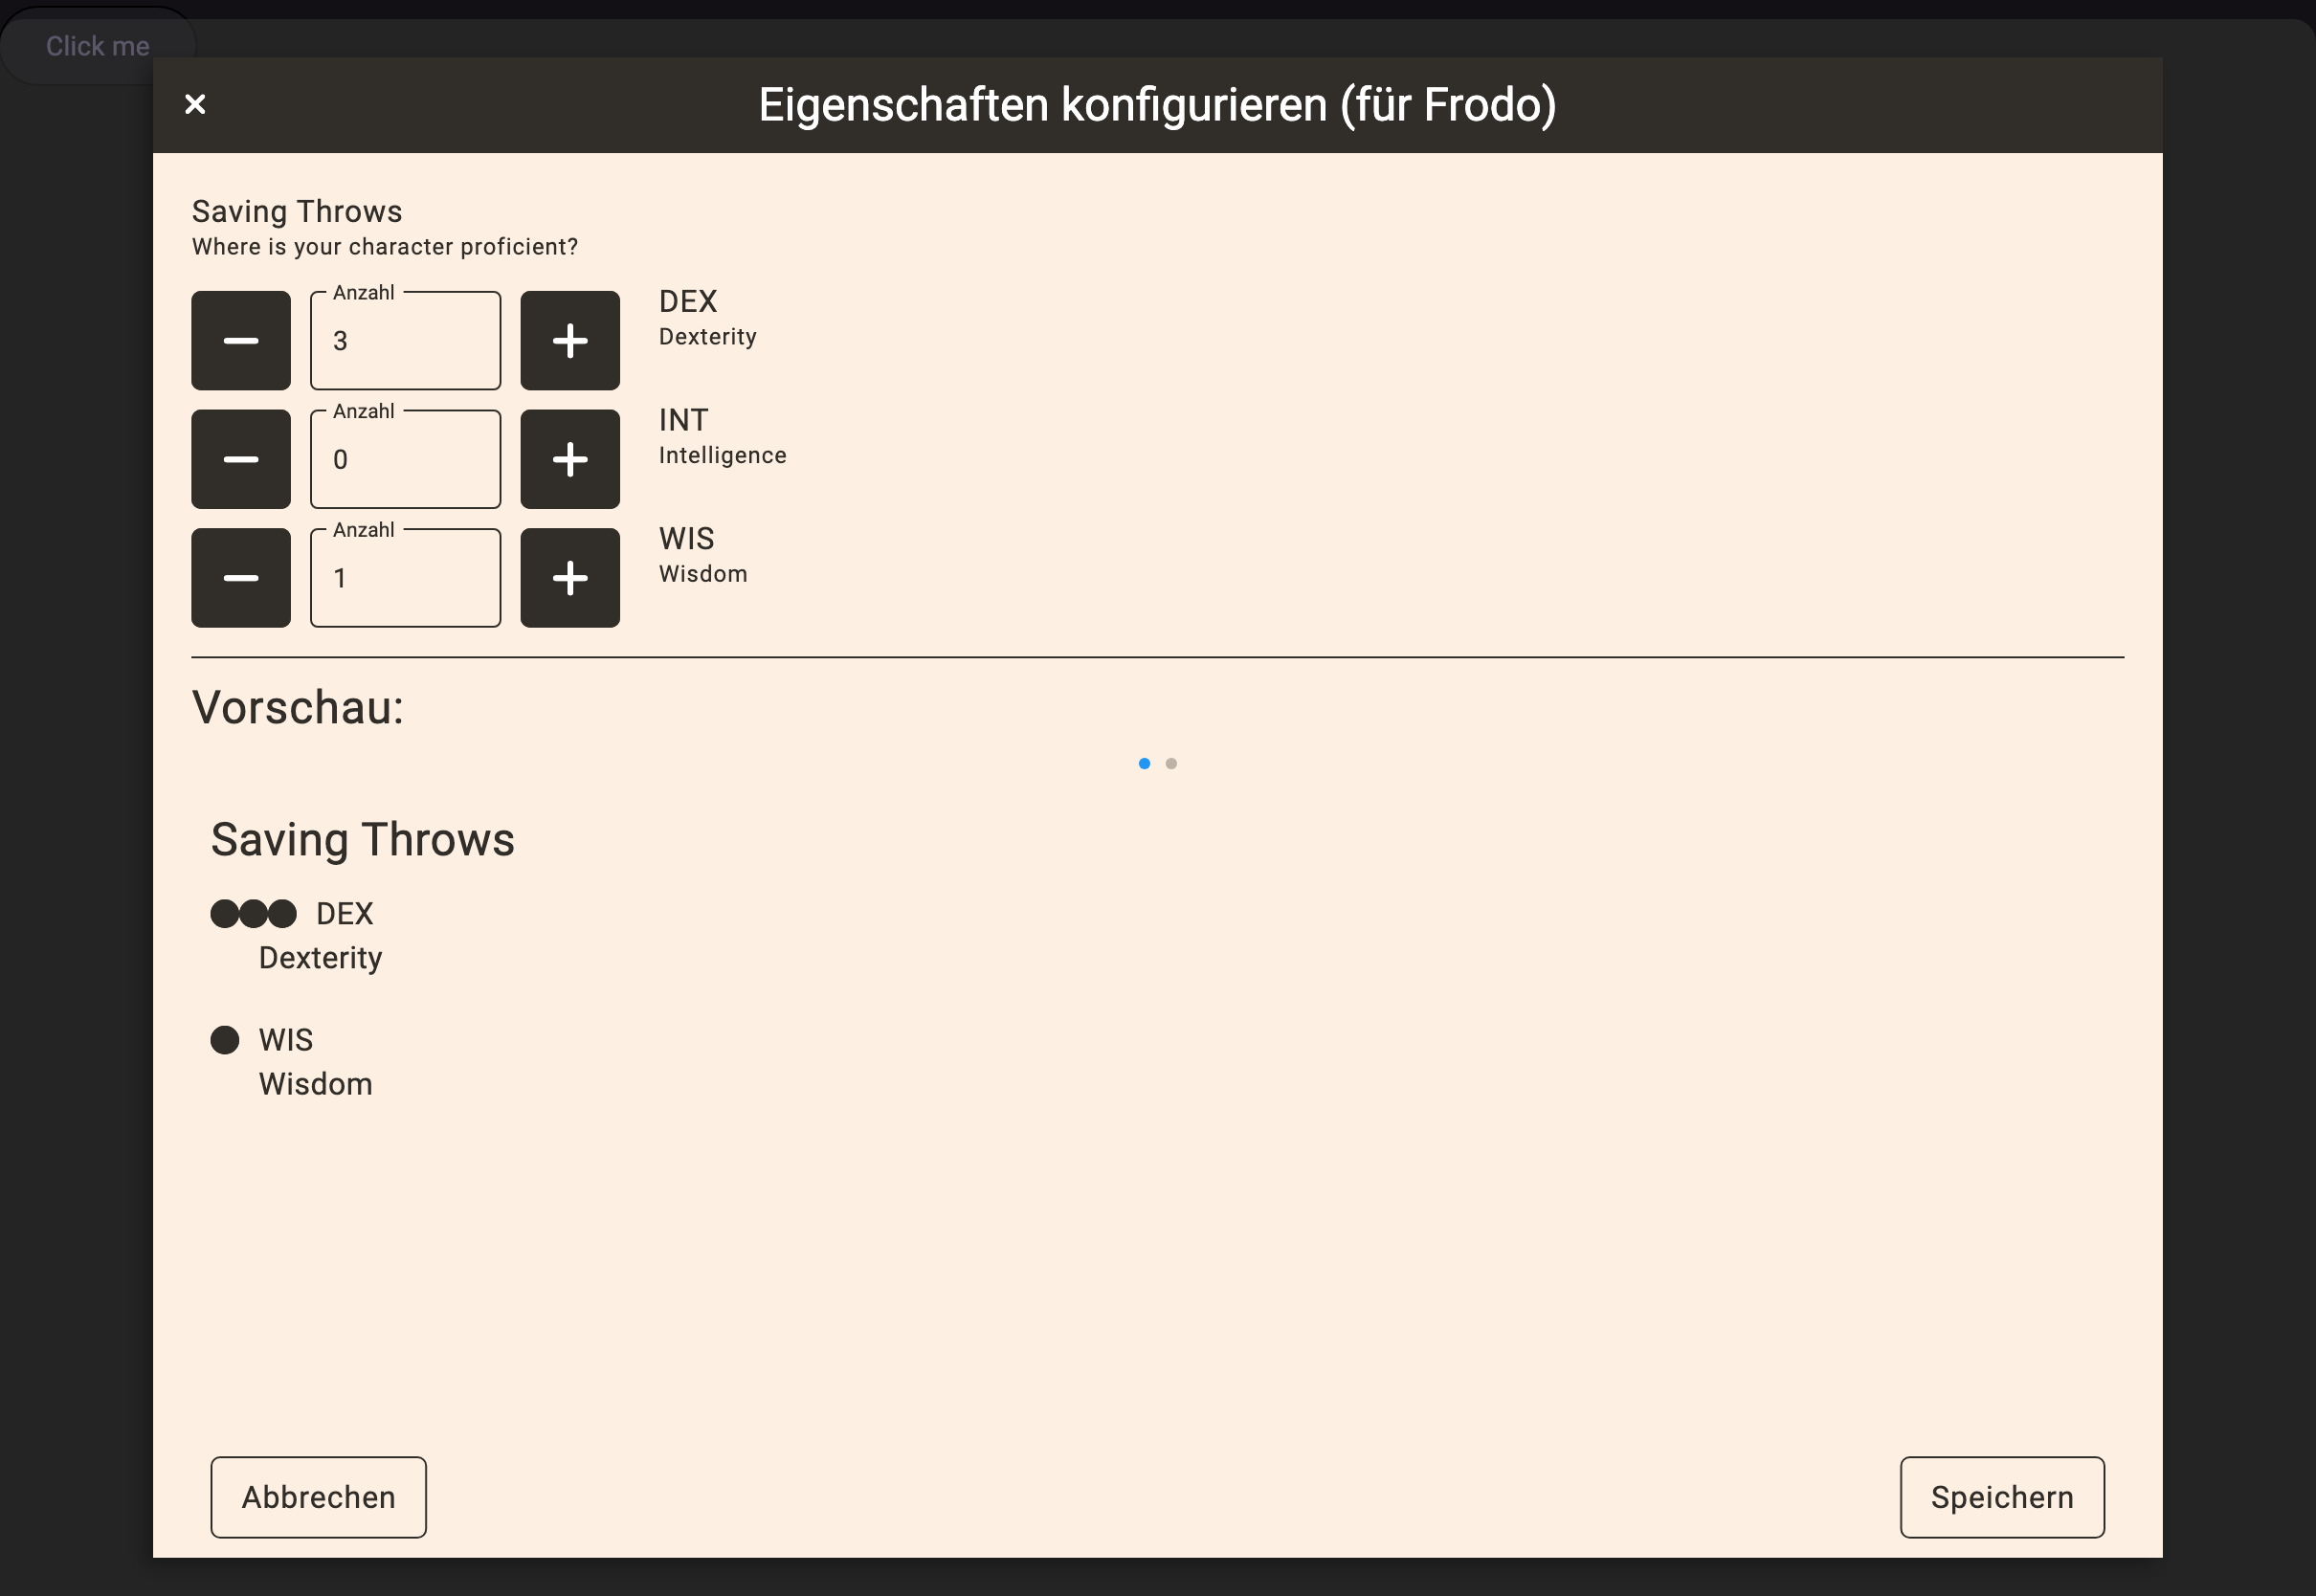 Click me
Eigenschaften konfigurieren (für Frodo)
Saving Throws
Where is your character proficient?
Anzahl
3
DEX
Dexterity
Anzahl
0
INT
Intelligence
Anzahl
1
WIS
Wisdom
Vorschau:
Saving Throws
DEX
Dexterity
WIS
Wisdom
Abbrechen
Speichern